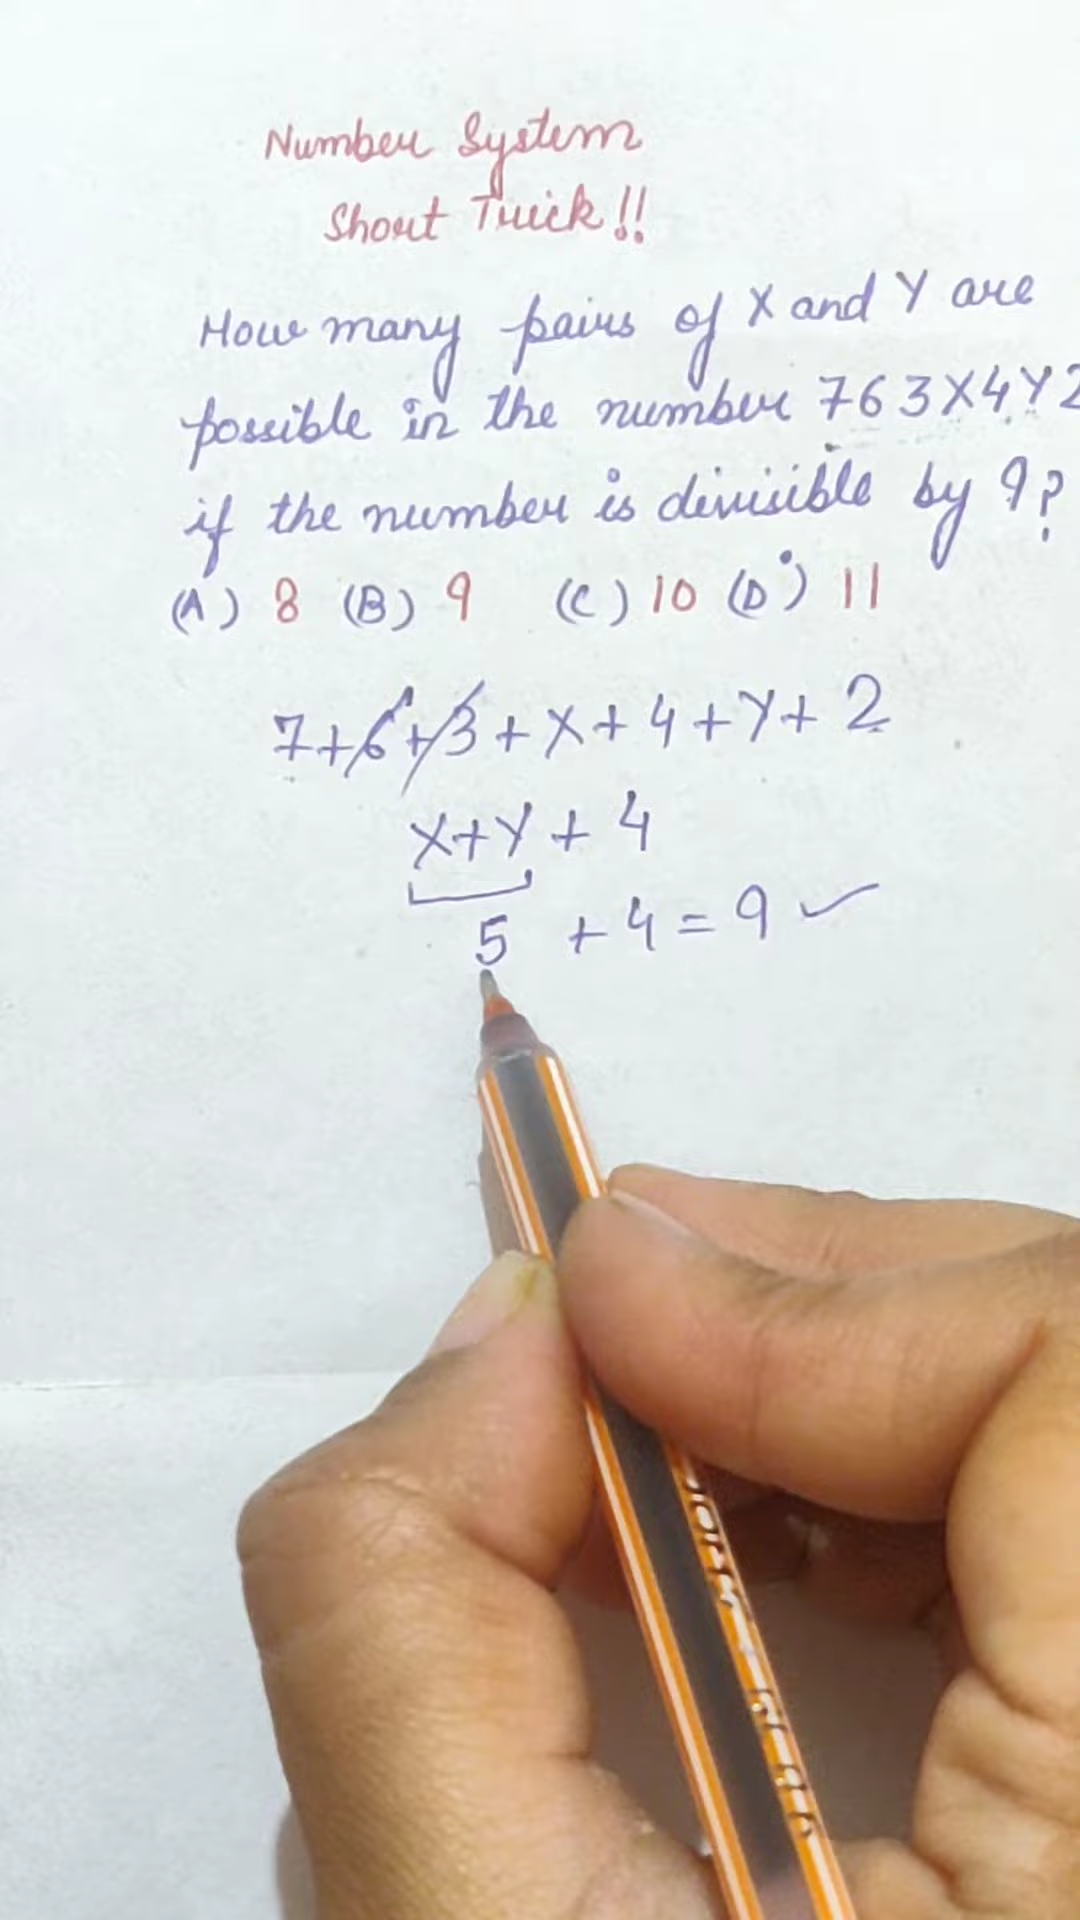 Number System
Short Trick!!
How many pairs of X and Y are
possible in the number 763X4Y2
if the number is divisible by 9?
(A) 8 (B) 9 (C) 10 (D) 11
7+6+3+X+4+Y+2
X+Y+4
5 +4=9 ✓